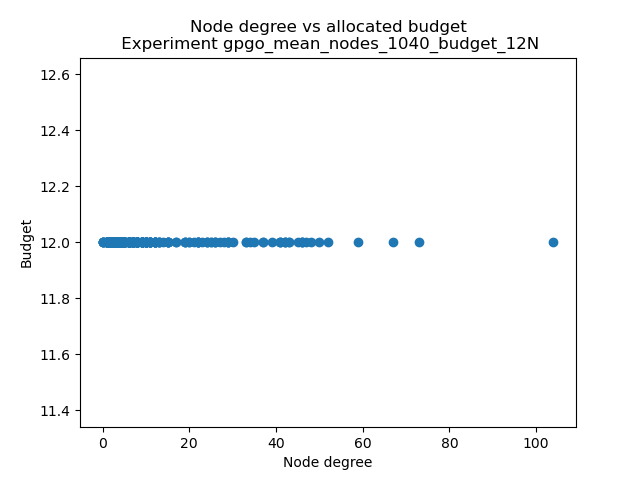 Node degree vs allocated budget
Experiment gpgo_mean_nodes_1040_budget_12N
12.6
12.4
12.2
12.0
11.8
11.6
11.4
Budget
0 20 40 60 80 100
Node degree